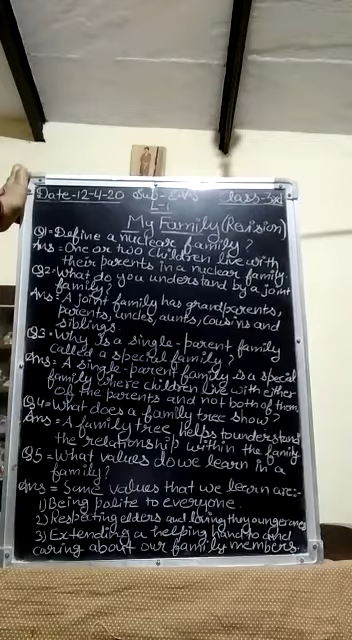 Date-12-4-20 Sub-E.V.S Class-3rd
L-1
My Family (Revision)
Q1=Define a nuclear family?
Ans=One or two children live with
their parents in a nuclear family.
Q2=What do you understand by a joint
family?
Ans=A joint family has grandparents,
parents, uncles, aunts, cousins and
siblings.
Q3=Why is a single-parent family
called a special family?
Ans=A single-parent family is a special
family where children live with either
of the parents and not both of them.
Q4=What does a family tree show?
Ans=A family tree helps to understand
the relationship within the family
Q5=What values do we learn in a
family?
Ans=Some values that we learn are:-
1) Being polite to everyone.
2) Respecting elders and loving the younger ones
3) Extending a helping hand to and
caring about our family members.